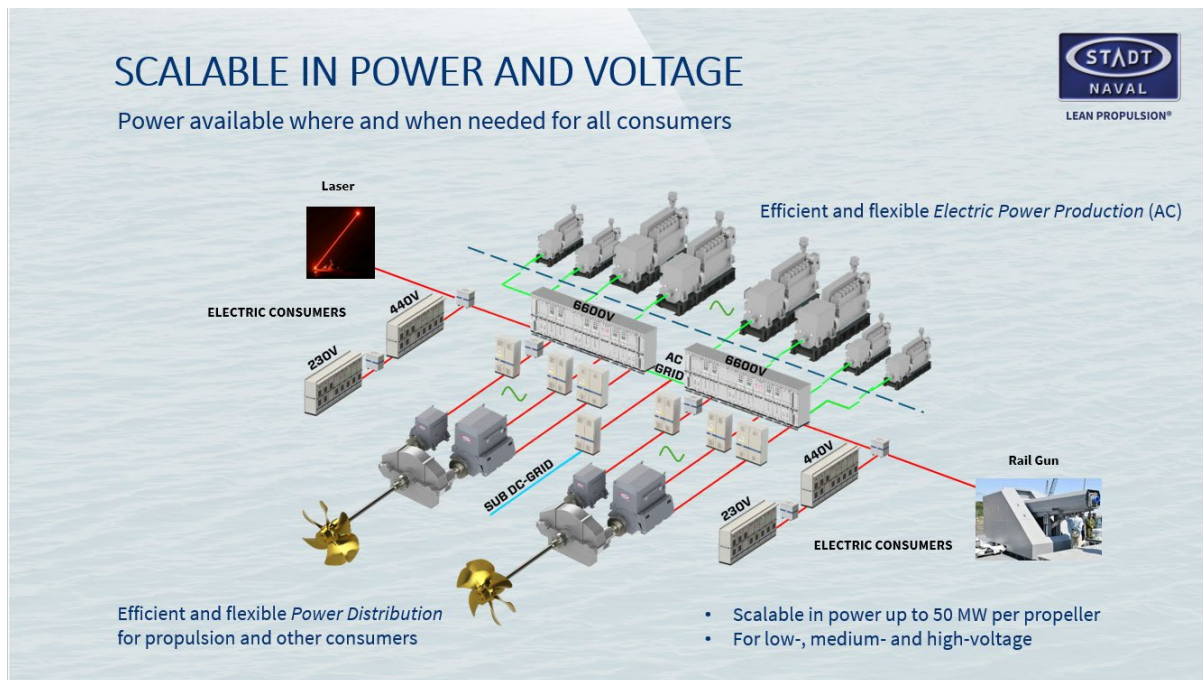 SCALABLE IN POWER AND VOLTAGE
Power available where and when needed for all consumers
STADT
NAVAL
LEAN PROPULSION®
Laser
Efficient and flexible Electric Power Production (AC)
ELECTRIC CONSUMERS
440V
230V
6600V
AC
GRID
6600V
SUB DC-GRID
440V
230V
Rail Gun
ELECTRIC CONSUMERS
Efficient and flexible Power Distribution
for propulsion and other consumers
• Scalable in power up to 50 MW per propeller
• For low-, medium- and high-voltage